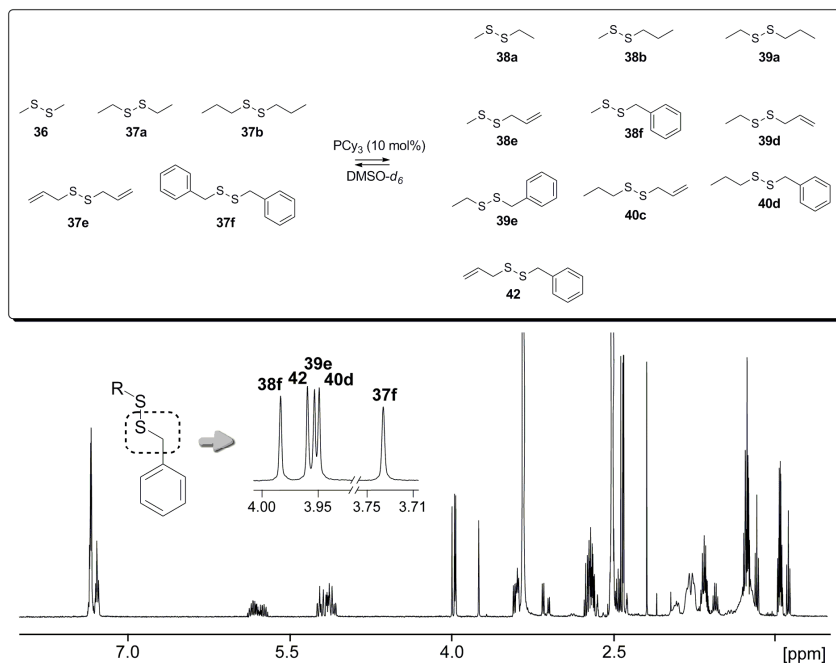 S
S
38a
S
S
38b
S
S
39a
S
S
36
S
S
37a
S
S
37b
PCy3 (10 mol%)
DMSO-d6
S
S
38e
S
S
38f
S
S
39d
S
S
37e
S
S
37f
S
S
39e
S
S
40c
S
S
40d
S
S
42
R
S
S
38f
42
39e
40d
37f
4.00 3.95 3.75 3.71
7.0 5.5 4.0 2.5 [ppm]